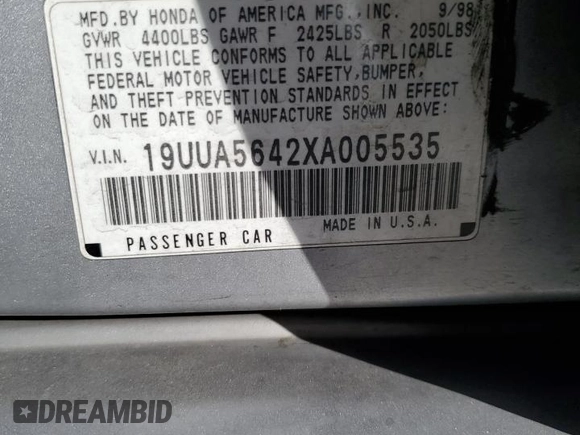 MFD. BY HONDA OF AMERICA MFG., INC. 9/98
GVWR 4400LBS GAWR F 2425LBS R 2050LBS
THIS VEHICLE CONFORMS TO ALL APPLICABLE
FEDERAL MOTOR VEHICLE SAFETY, BUMPER,
AND THEFT PREVENTION STANDARDS IN EFFECT
ON THE DATE OF MANUFACTURE SHOWN ABOVE:
V.I.N. 19UUA5642XA005535
PASSENGER CAR MADE IN U.S.A.
DREAMBID